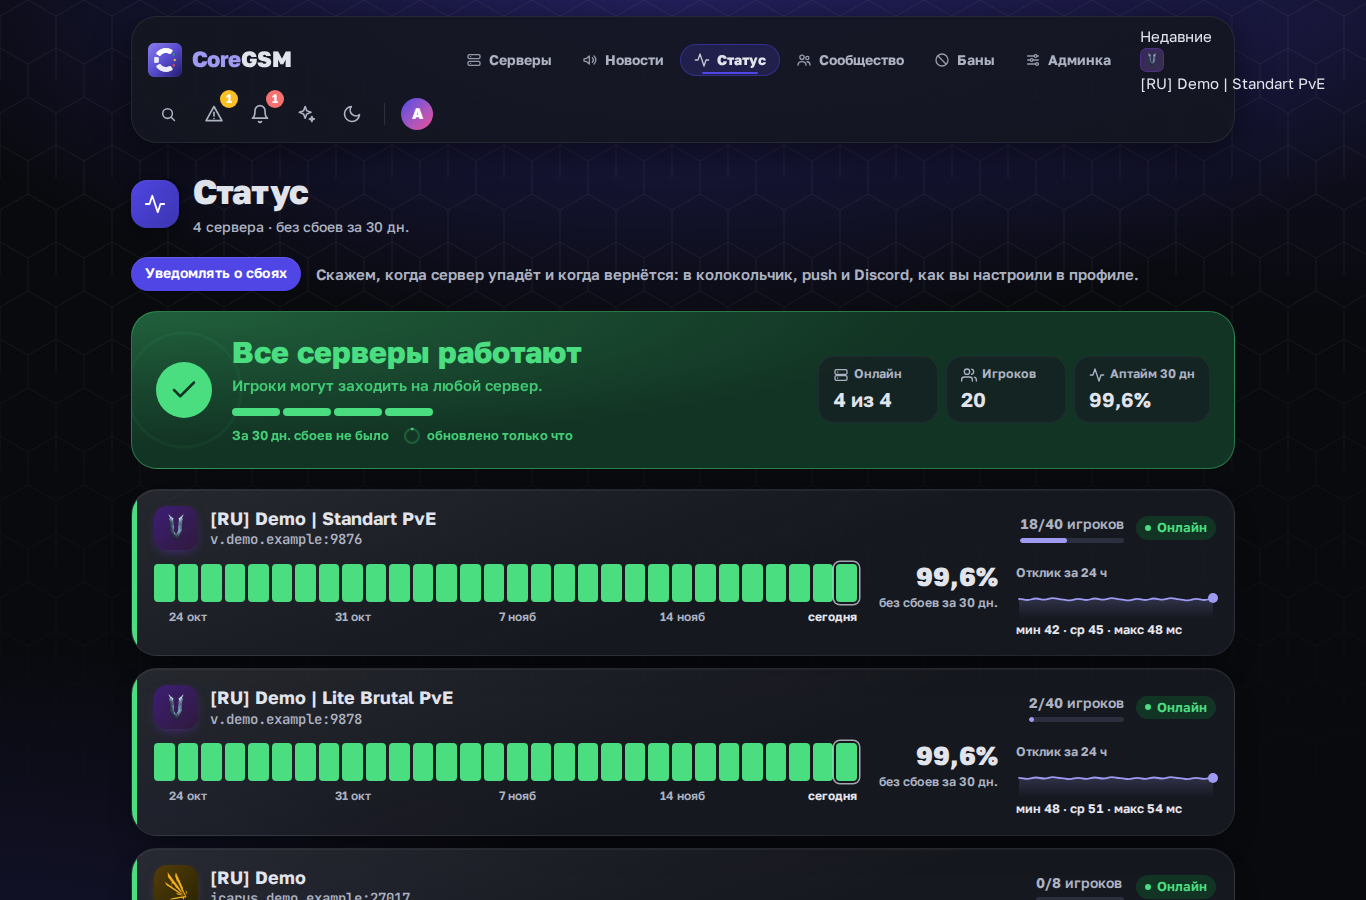 CoreGSM
Серверы
Новости
Статус
Сообщество
Баны
Админка
Недавние
[RU] Demo | Standart PvE
1
1
A
Статус
4 сервера · без сбоев за 30 дн.
Уведомлять о сбоях
Скажем, когда сервер упадёт и когда вернётся: в колокольчик, push и Discord, как вы настроили в профиле.
Все серверы работают
Игроки могут заходить на любой сервер.
За 30 дн. сбоев не было
обновлено только что
Онлайн
4 из 4
Игроков
20
Аптайм 30 дн
99,6%
[RU] Demo | Standart PvE
v.demo.example:9876
18/40 игроков
Онлайн
24 окт
31 окт
7 нояб
14 нояб
сегодня
99,6%
без сбоев за 30 дн.
Отклик за 24 ч
мин 42 · ср 45 · макс 48 мс
[RU] Demo | Lite Brutal PvE
v.demo.example:9878
2/40 игроков
Онлайн
24 окт
31 окт
7 нояб
14 нояб
сегодня
99,6%
без сбоев за 30 дн.
Отклик за 24 ч
мин 48 · ср 51 · макс 54 мс
[RU] Demo
icarus.demo.example:27017
0/8 игроков
Онлайн